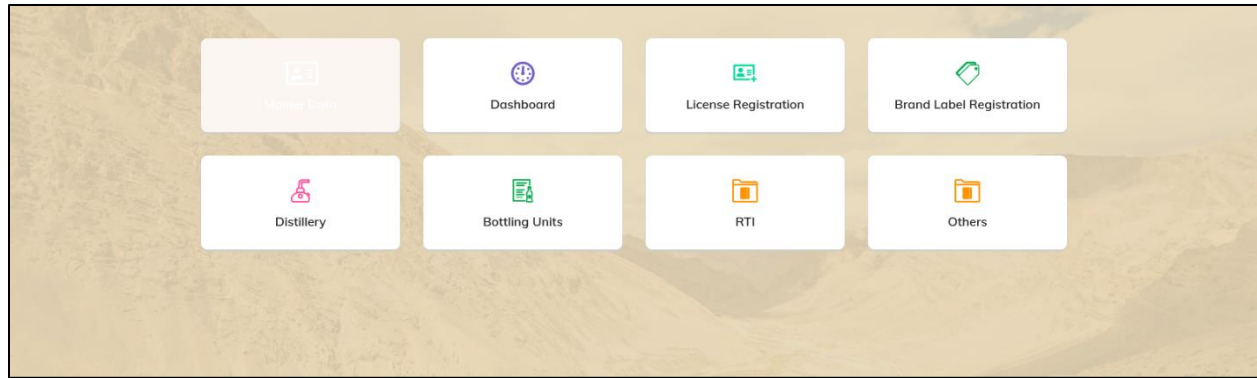 Dashboard
License Registration
Brand Label Registration
Distillery
Bottling Units
RTI
Others